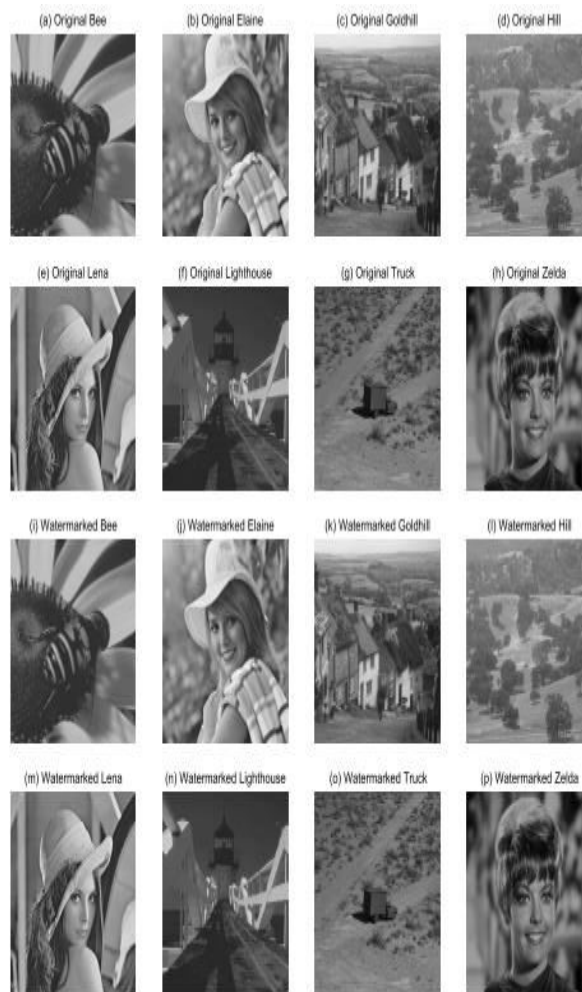 (a) Original Bee
(b) Original Elaine
(c) Original Goldhill
(d) Original Hill
(e) Original Lena
(f) Original Lighthouse
(g) Original Truck
(h) Original Zelda
(i) Watermarked Bee
(j) Watermarked Elaine
(k) Watermarked Goldhill
(l) Watermarked Hill
(m) Watermarked Lena
(n) Watermarked Lighthouse
(o) Watermarked Truck
(p) Watermarked Zelda